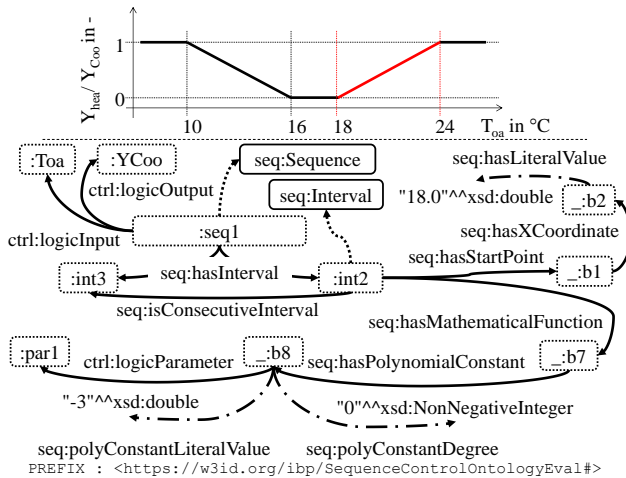 Y_hea/ Y_Coo in -
1
0
10
16
18
24
T_oa in °C
:Toa
:YCoo
seq:Sequence
seq:hasLiteralValue
ctrl:logicOutput
seq:Interval
"18.0"^^xsd:double
_:b2
:seq1
ctrl:logicInput
seq:hasXCoordinate
seq:hasStartPoint
:int3
seq:hasInterval
:int2
_:b1
seq:isConsecutiveInterval
seq:hasMathematicalFunction
:par1
ctrl:logicParameter
_:b8
seq:hasPolynomialConstant
_:b7
"-3"^^xsd:double
"0"^^xsd:NonNegativeInteger
seq:polyConstantLiteralValue
seq:polyConstantDegree
PREFIX : <https://w3id.org/ibp/SequenceControlOntologyEval#>